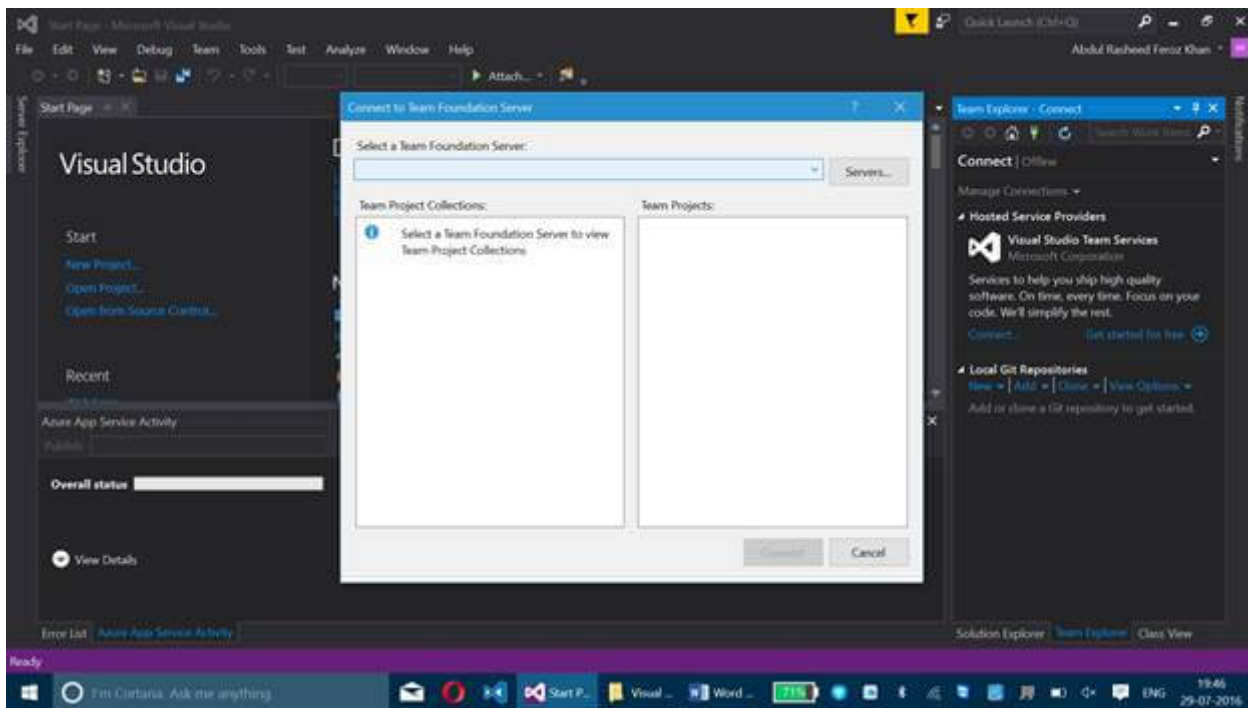 Start Page - Microsoft Visual Studio
Quick Launch (Ctrl+Q)
File Edit View Debug Team Tools Test Analyze Window Help
Abdul Rasheed Feroz Khan
Attach...
Server Explorer
Start Page
Visual Studio
Start
New Project...
Open Project...
Open from Source Control...
Recent
Azure App Service Activity
Publish
Overall status
View Details
Error List Azure App Service Activity
Connect to Team Foundation Server
Select a Team Foundation Server:
Servers...
Team Project Collections:
Team Projects:
Select a Team Foundation Server to view
Team Project Collections
Connect
Cancel
Team Explorer - Connect
Search Work Items
Connect | Offline
Manage Connections
Hosted Service Providers
Visual Studio Team Services
Microsoft Corporation
Services to help you ship high quality
software. On time, every time. Focus on your
code. We'll simplify the rest.
Connect... Get started for free
Local Git Repositories
New Add Clone View Options
Add or clone a Git repository to get started.
Solution Explorer Team Explorer Class View
Notifications
Ready
I'm Cortana. Ask me anything.
Start P...
Visual ...
Word ...
71%
ENG
19:46
29-07-2016